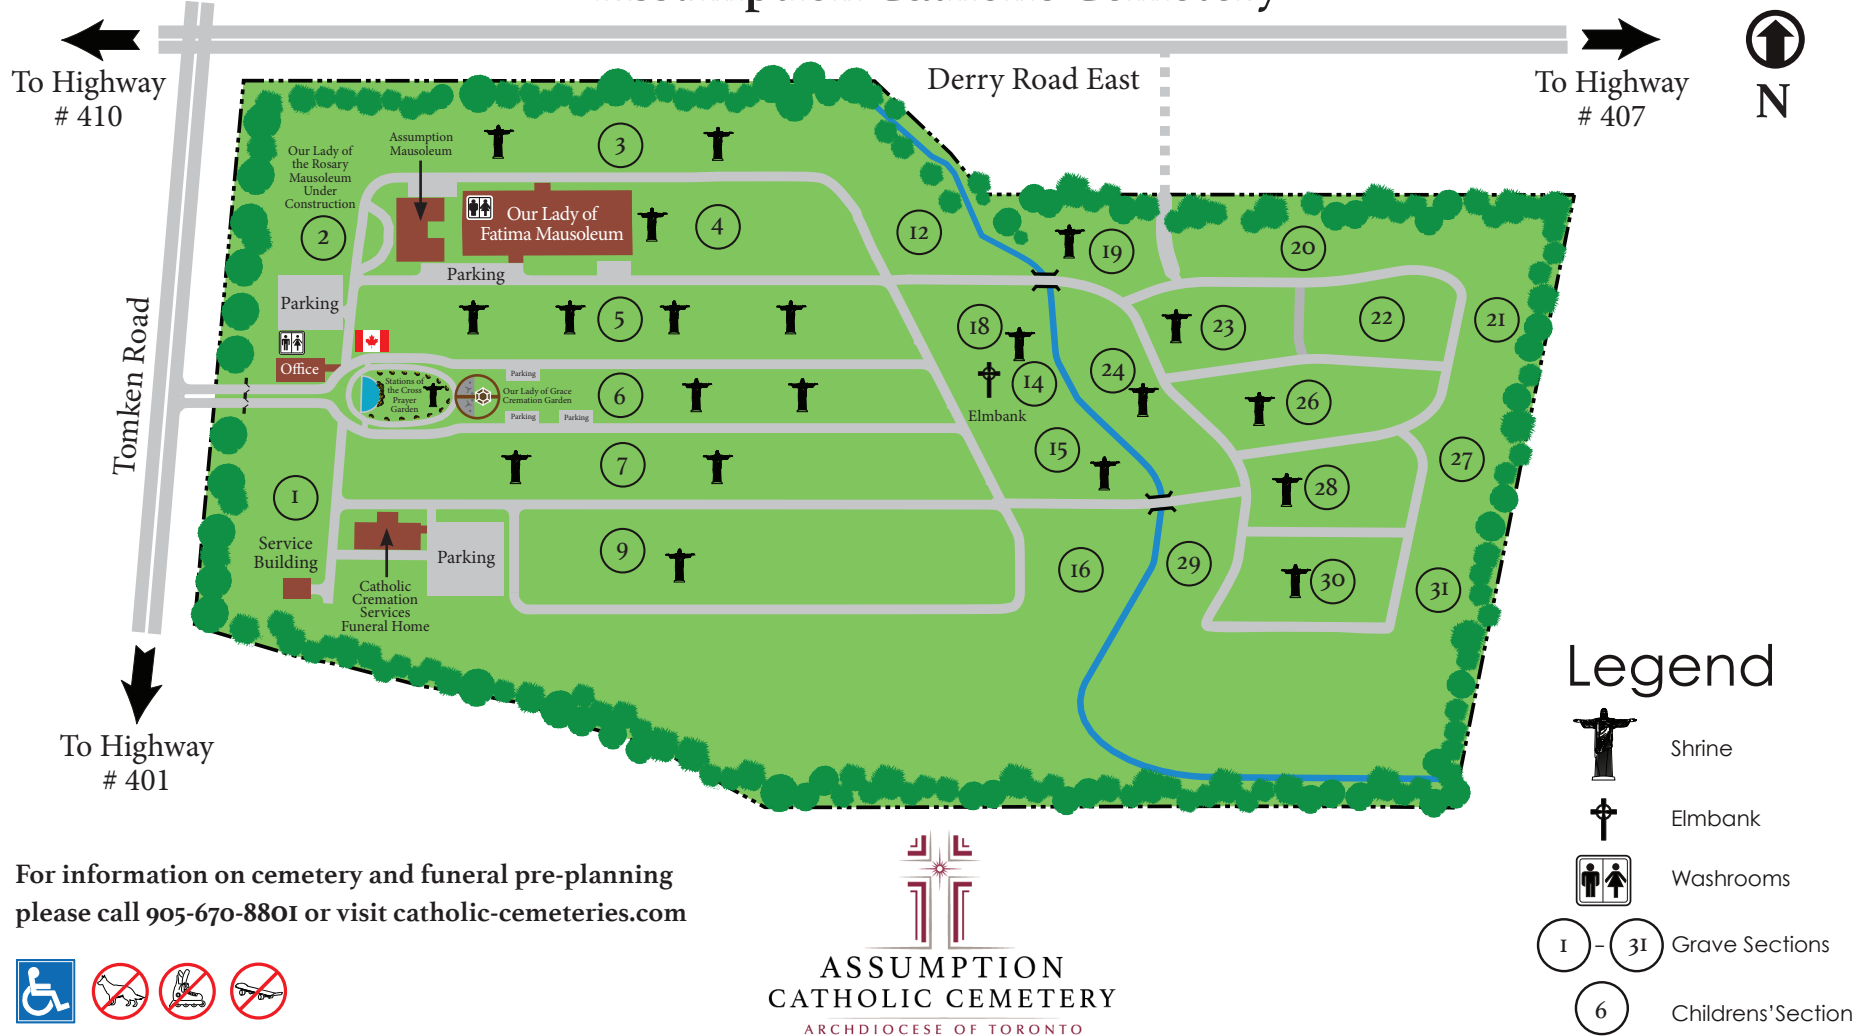 Assumption Catholic Cemetery
To Highway
# 410
Derry Road East
To Highway
# 407
N
Our Lady of
the Rosary
Mausoleum
Under
Construction
Assumption
Mausoleum
Our Lady of
Fatima Mausoleum
3
2
4
12
19
20
Parking
Parking
5
18
23
22
21
Office
Stations of
the Cross
Prayer
Garden
Parking
Our Lady of Grace
Cremation Garden
Parking
Parking
6
Elmbank
14
24
26
Tomken Road
7
15
28
27
1
Service
Building
Catholic
Cremation
Services
Funeral Home
Parking
9
16
29
30
31
To Highway
# 401
Legend
Shrine
Elmbank
Washrooms
1 - 31 Grave Sections
6 Childrens'Section
For information on cemetery and funeral pre-planning
please call 905-670-8801 or visit catholic-cemeteries.com
ASSUMPTION
CATHOLIC CEMETERY
ARCHDIOCESE OF TORONTO